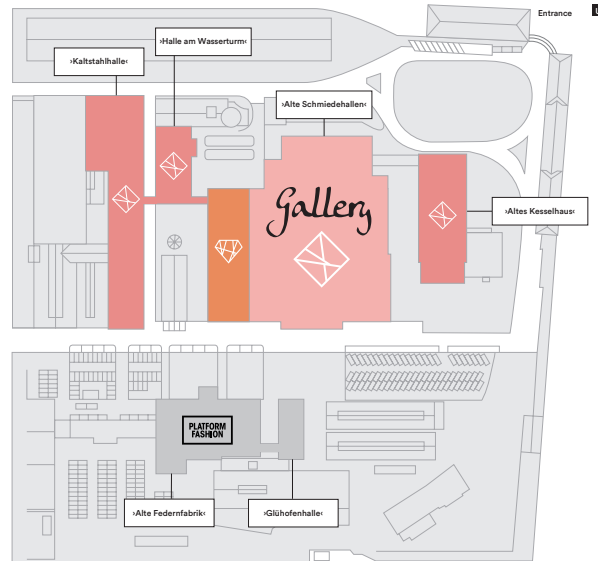 Entrance
›Halle am Wasserturm‹
›Kaltstahlhalle‹
›Alte Schmiedehallen‹
Gallery
›Altes Kesselhaus‹
PLATFORM
FASHION
›Alte Federnfabrik‹
›Glühofenhalle‹